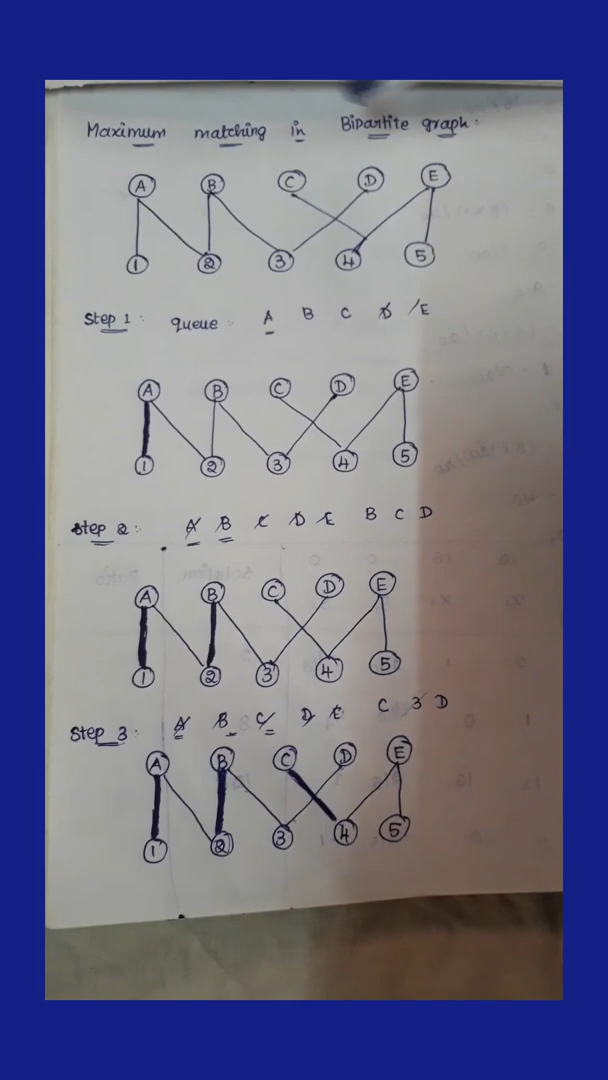 Maximum matching in Bipartite graph:
A B C D E
1 2 3 4 5
Step 1: queue: A B C D E
A B C D E
1 2 3 4 5
Step 2: A B C D E B C D
A B C D E
1 2 3 4 5
Step 3: A B C D E C 3 D
A B C D E
1 2 3 4 5